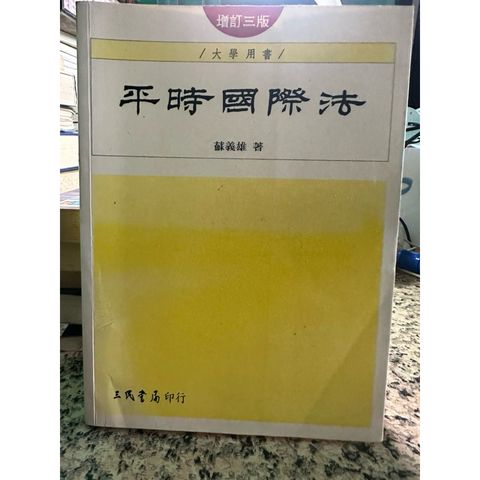 增訂三版
/大學用書/
平時國際法
蘇義雄 著
三民書局印行